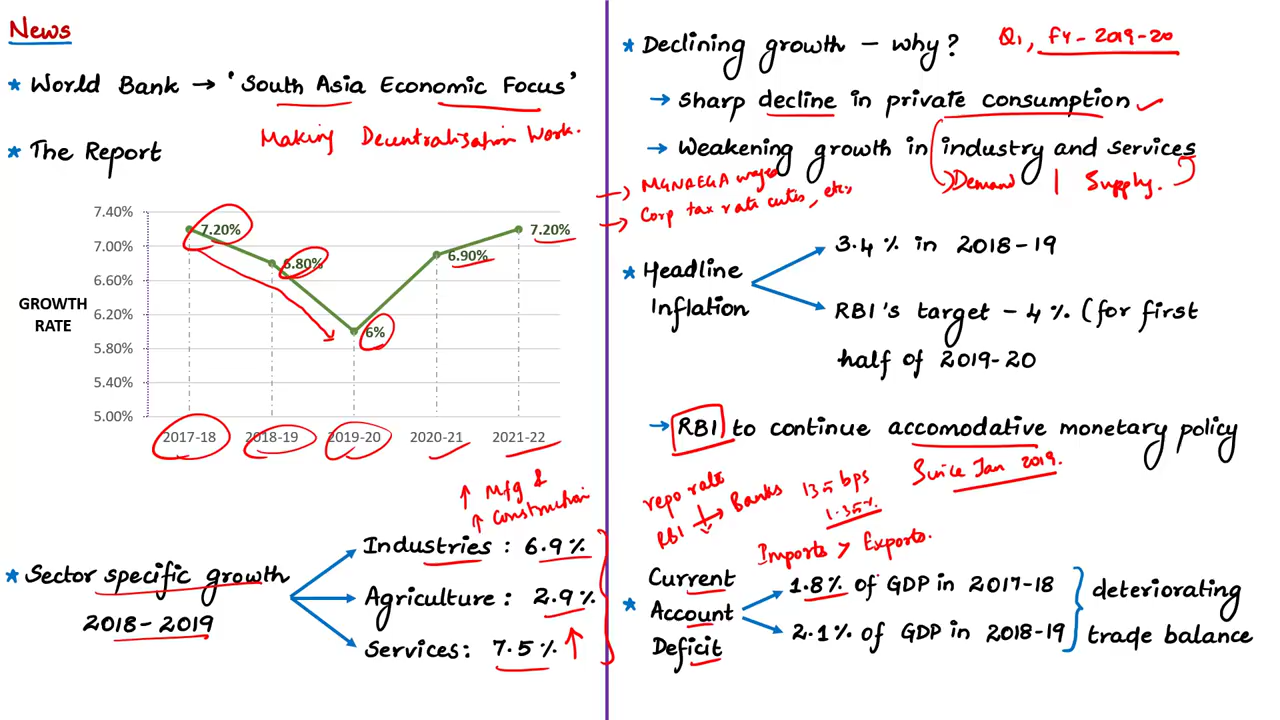 News
* World Bank → 'South Asia Economic Focus'
Making Decentralisation Work.
* The Report
7.40%
7.00%
6.60%
6.20%
5.80%
5.40%
5.00%
GROWTH
RATE
7.20%
6.80%
6%
6.90%
7.20%
2017-18 2018-19 2019-20 2020-21 2021-22
↑ Mfg &
↑ Construction
* Sector specific growth
2018-2019
Industries : 6.9%
Agriculture : 2.9%
Services : 7.5% ↑
* Declining growth – why? Q1, FY-2019-20
→ Sharp decline in private consumption ✓
→ Weakening growth in industry and services
Demand | Supply.
→ MGNREGA wages
→ Corp tax rate cuts, etc
* Headline
Inflation
3.4% in 2018-19
RBI's target – 4% (for first
half of 2019-20
→ RBI to continue accomodative monetary policy
Since Jan 2019.
repo rate
RBI → Banks 135 bps
1.35%
Imports > Exports.
* Current
Account
Deficit
1.8% of GDP in 2017-18
2.1% of GDP in 2018-19
deteriorating
trade balance